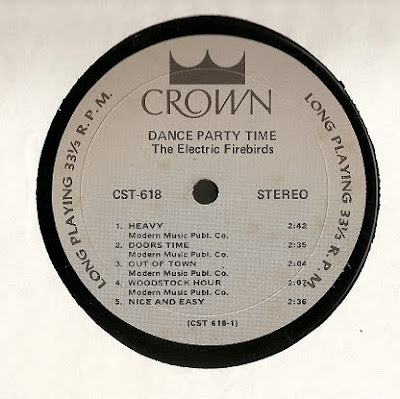 CROWN
DANCE PARTY TIME
The Electric Firebirds
CST-618 STEREO
LONG PLAYING 33⅓ R.P.M.
LONG PLAYING 33⅓ R.P.M.
1. HEAVY 2:42
Modern Music Publ. Co.
2. DOORS TIME 2:35
Modern Music Publ. Co.
3. OUT OF TOWN 2:04
Modern Music Publ. Co.
4. WOODSTOCK HOUR 2:07
Modern Music Publ. Co.
5. NICE AND EASY 2:36
(CST 618-1)